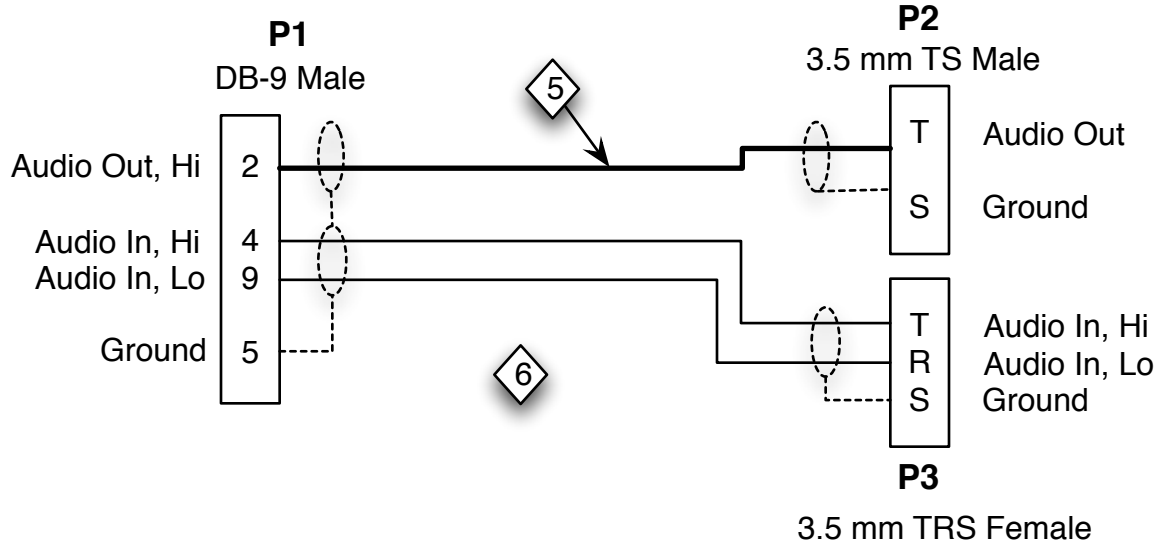 P1
DB-9 Male
5
P2
3.5 mm TS Male
Audio Out, Hi 2
Audio In, Hi 4
Audio In, Lo 9
Ground 5
T Audio Out
S Ground
6
T Audio In, Hi
R Audio In, Lo
S Ground
P3
3.5 mm TRS Female